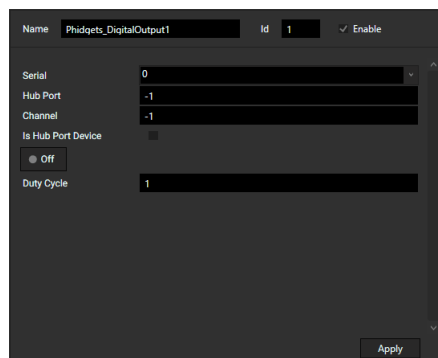 Name Phidgets_DigitalOutput1 Id 1 Enable
Serial 0
Hub Port -1
Channel -1
Is Hub Port Device
Off
Duty Cycle 1
Apply